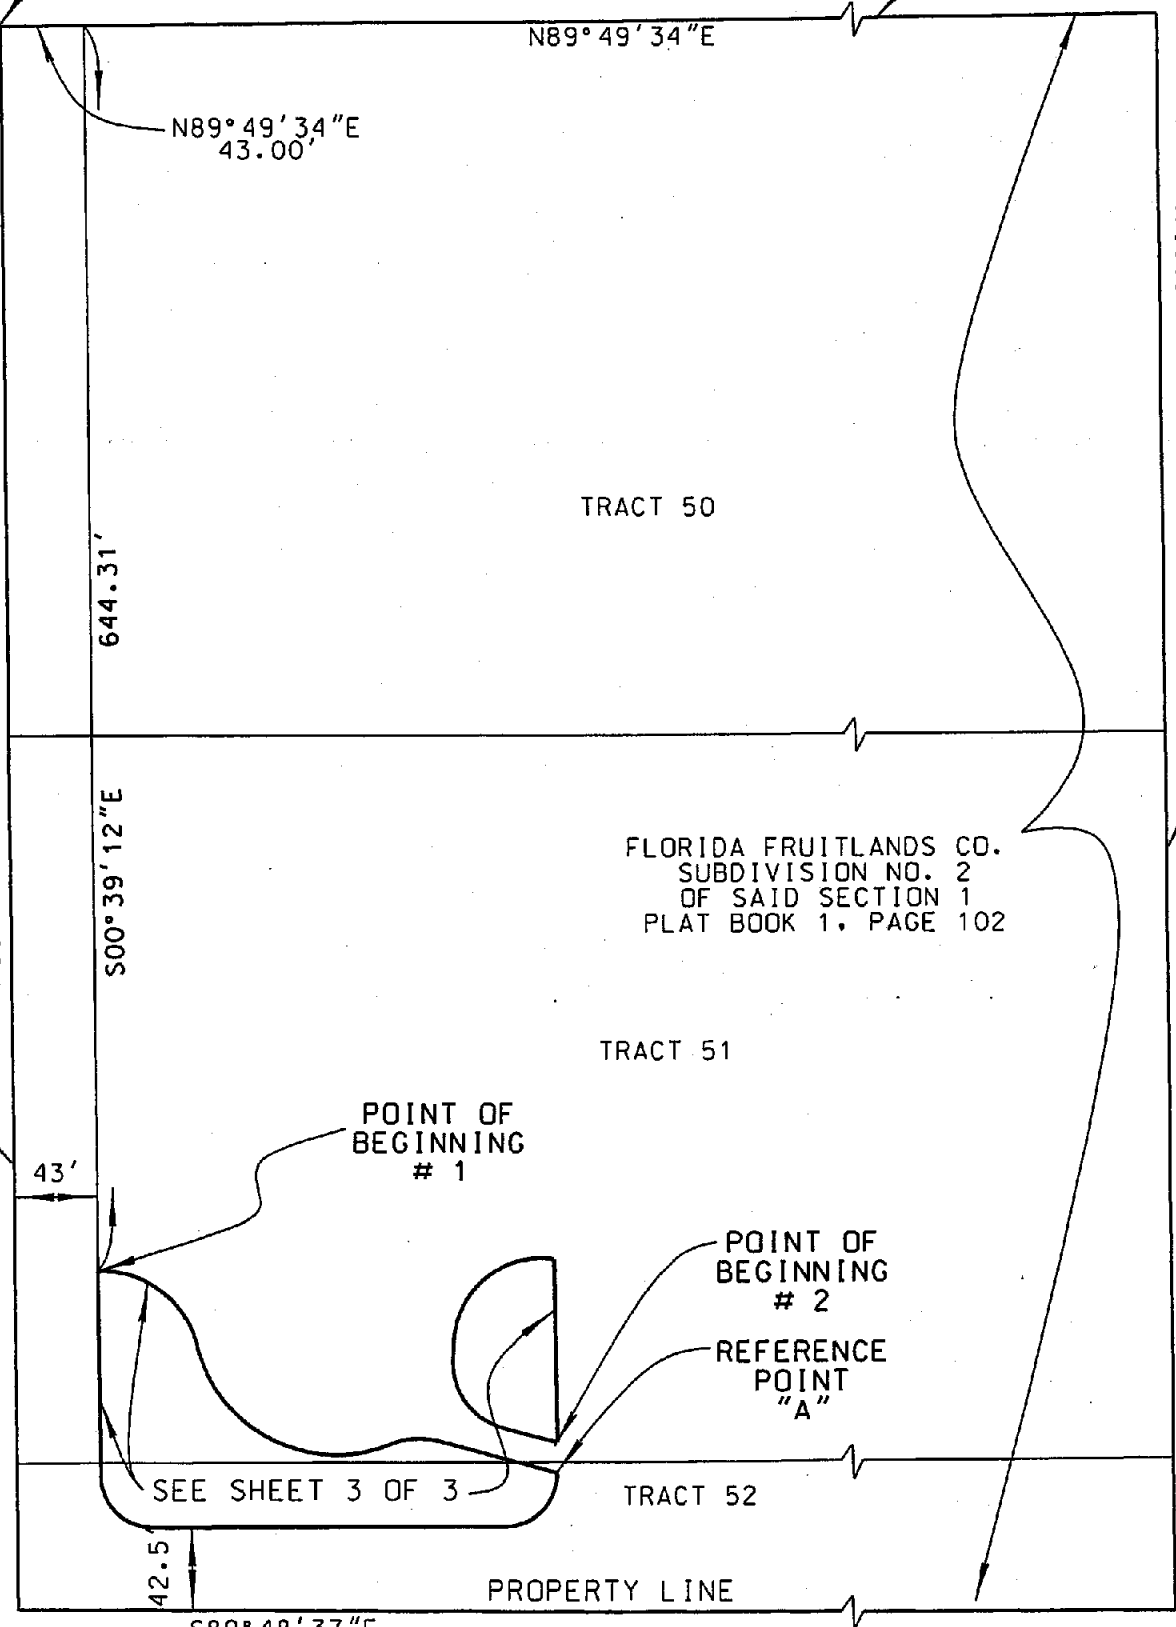 N89°49'34"E
N89°49'34"E
43.00'
TRACT 50
644.31'
S00°39'12"E
FLORIDA FRUITLANDS CO.
SUBDIVISION NO. 2
OF SAID SECTION 1
PLAT BOOK 1, PAGE 102
TRACT 51
POINT OF
BEGINNING
# 1
43'
POINT OF
BEGINNING
# 2
REFERENCE
POINT
"A"
SEE SHEET 3 OF 3
TRACT 52
42.5'
PROPERTY LINE